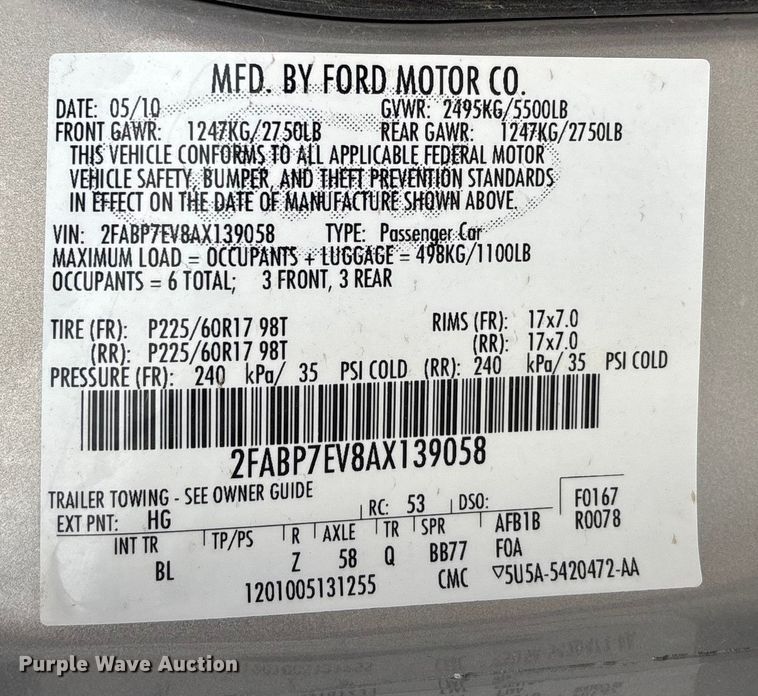 MFD. BY FORD MOTOR CO.
DATE: 05/10 GVWR: 2495KG/5500LB
FRONT GAWR: 1247KG/2750LB REAR GAWR: 1247KG/2750LB
THIS VEHICLE CONFORMS TO ALL APPLICABLE FEDERAL MOTOR
VEHICLE SAFETY, BUMPER, AND THEFT PREVENTION STANDARDS
IN EFFECT ON THE DATE OF MANUFACTURE SHOWN ABOVE.
VIN: 2FABP7EV8AX139058 TYPE: Passenger Car
MAXIMUM LOAD = OCCUPANTS + LUGGAGE = 498KG/1100LB
OCCUPANTS = 6 TOTAL; 3 FRONT, 3 REAR
TIRE (FR): P225/60R17 98T RIMS (FR): 17x7.0
(RR): P225/60R17 98T (RR): 17x7.0
PRESSURE (FR): 240 kPa/ 35 PSI COLD (RR): 240 kPa/ 35 PSI COLD
2FABP7EV8AX139058
TRAILER TOWING - SEE OWNER GUIDE
EXT PNT: HG RC: 53 DSO: F0167
INT TR TP/PS R AXLE TR SPR AFB1B R0078
BL Z 58 Q BB77 FOA
1201005131255 CMC ▽5U5A-5420472-AA
Purple Wave Auction